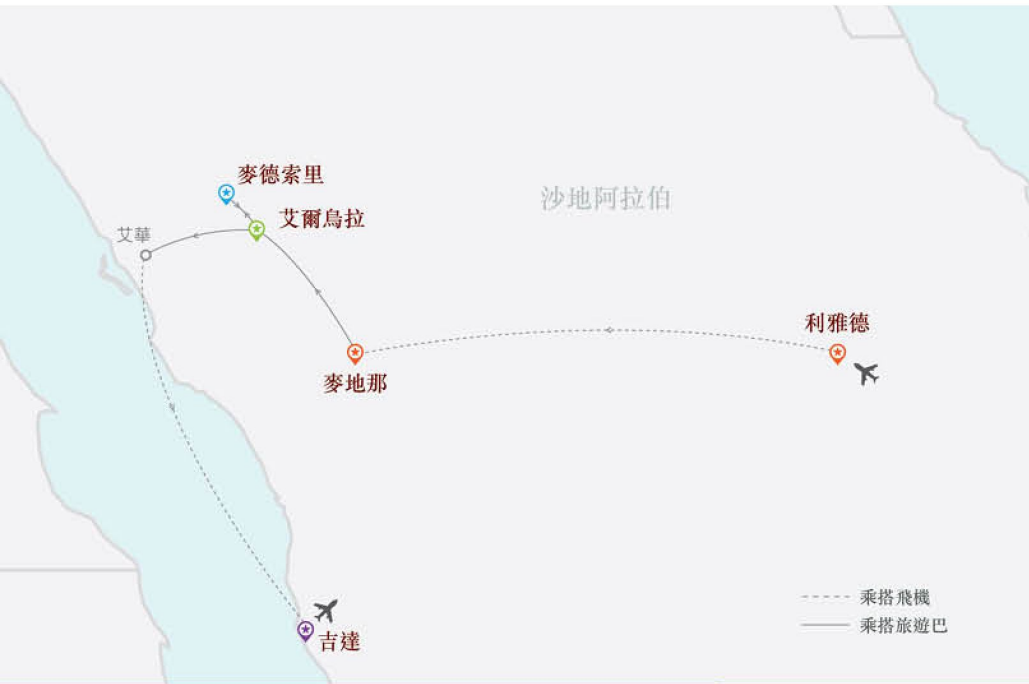 麥德索里
沙地阿拉伯
艾爾烏拉
艾華
利雅德
麥地那
乘搭飛機
乘搭旅遊巴
吉達